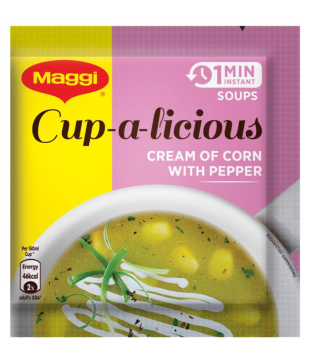 Maggi
1 MIN
INSTANT
SOUPS
Cup-a-licious
CREAM OF CORN
WITH PEPPER
Per 150ml
Cup*
Energy
46kcal
2%
adult's GDA*